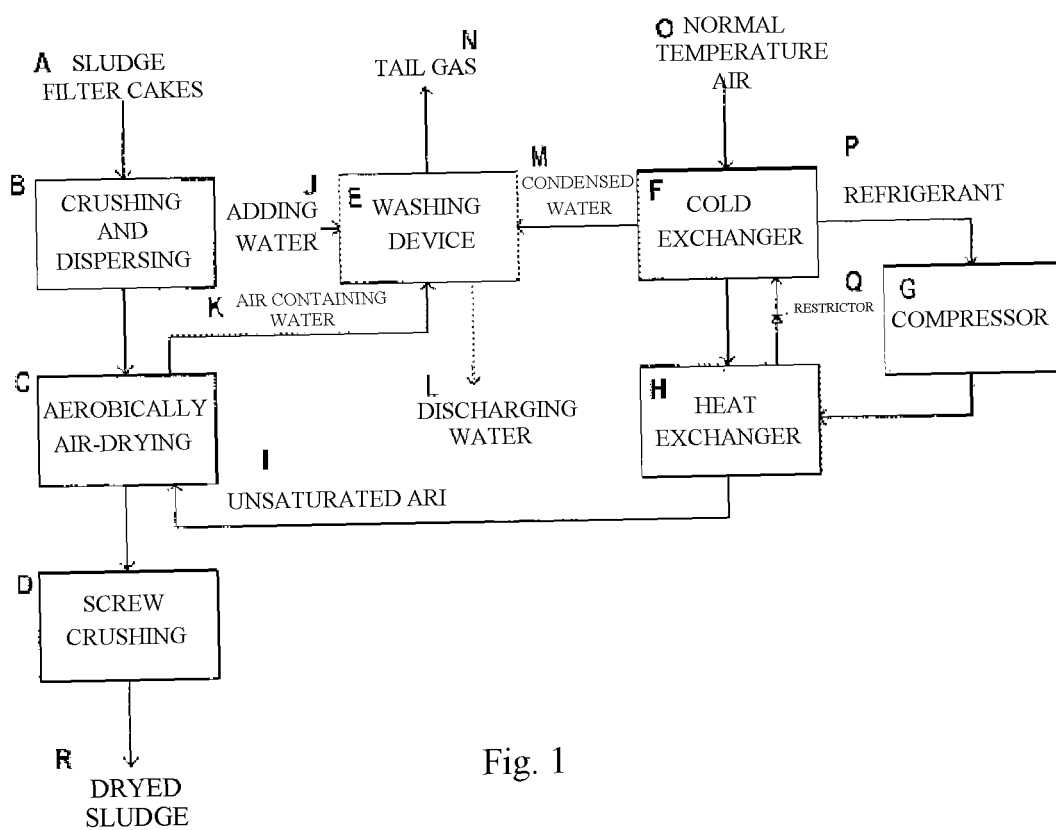 A SLUDGE
FILTER CAKES
N
TAIL GAS
O NORMAL
TEMPERATURE
AIR
B
CRUSHING
AND
DISPERSING
J
ADDING
WATER
E WASHING
DEVICE
M
CONDENSED
WATER
F COLD
EXCHANGER
P
REFRIGERANT
K AIR CONTAINING
WATER
Q
RESTRICTOR
G
COMPRESSOR
C
AEROBICALLY
AIR-DRYING
L
DISCHARGING
WATER
H HEAT
EXCHANGER
I
UNSATURATED ARI
D
SCREW
CRUSHING
R
DRYED
SLUDGE
Fig. 1